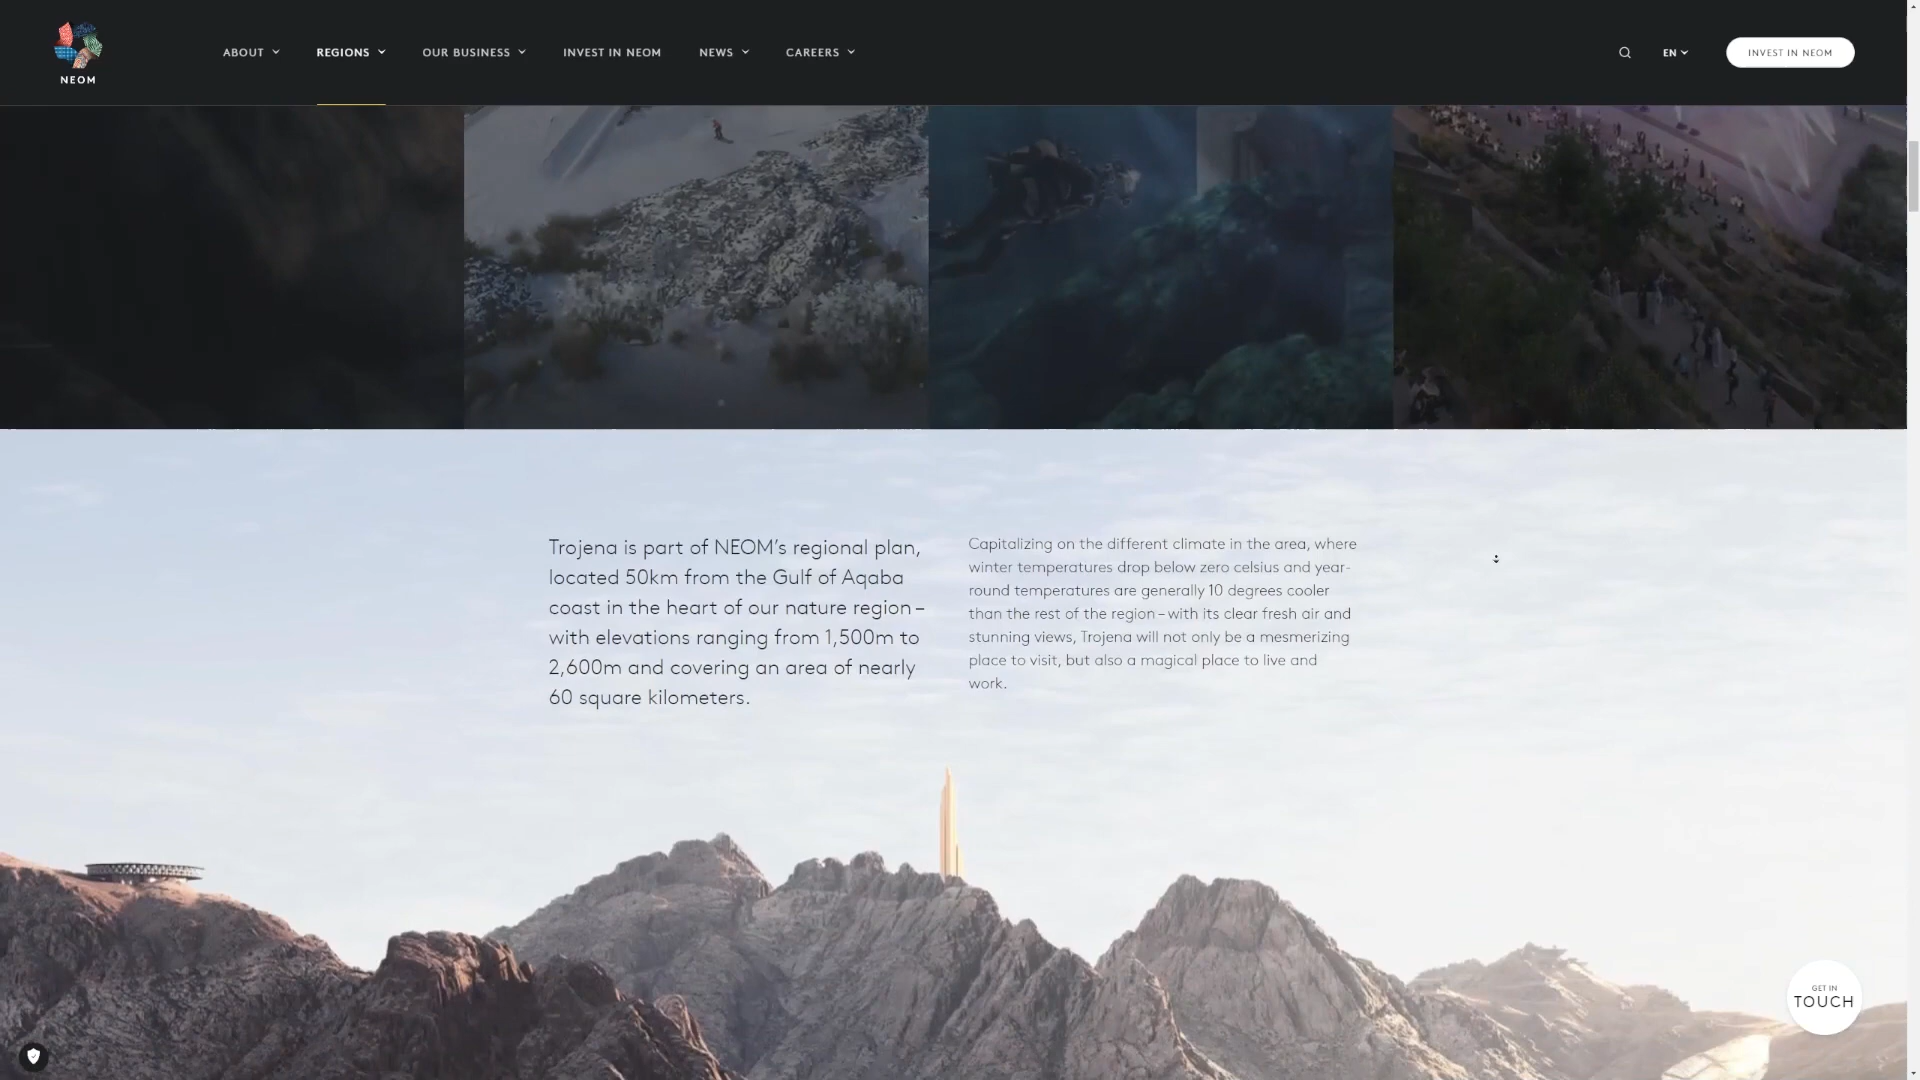 NEOM
ABOUT
REGIONS
OUR BUSINESS
INVEST IN NEOM
NEWS
CAREERS
EN
INVEST IN NEOM
Trojena is part of NEOM’s regional plan,
located 50km from the Gulf of Aqaba
coast in the heart of our nature region –
with elevations ranging from 1,500m to
2,600m and covering an area of nearly
60 square kilometers.
Capitalizing on the different climate in the area, where
winter temperatures drop below zero celsius and year-
round temperatures are generally 10 degrees cooler
than the rest of the region – with its clear fresh air and
stunning views, Trojena will not only be a mesmerizing
place to visit, but also a magical place to live and
work.
GET IN
TOUCH